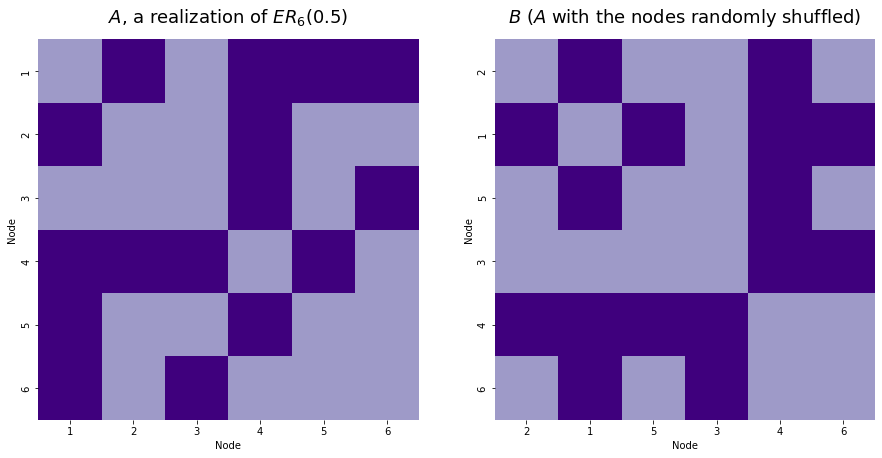 A, a realization of ER₆(0.5)
1
2
3
4
5
6
Node
1 2 3 4 5 6
Node
B (A with the nodes randomly shuffled)
2
1
5
3
4
6
Node
2 1 5 3 4 6
Node